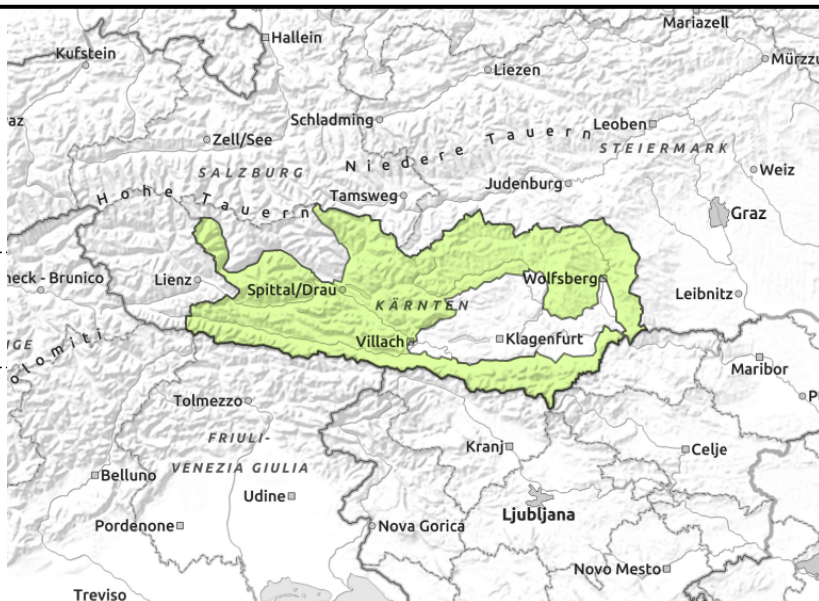 Mariazell
Hallein
Kufstein
Liezen
Mürzzu
Schladming
Leoben
Zell/See
Niedere Tauern
STEIERMARK
SALZBURG
Weiz
Hohe Tauern
Tamsweg
Judenburg
Graz
Lienz
neck - Brunico
Wolfsberg
Spittal/Drau
Leibnitz
KÄRNTEN
Villach
Klagenfurt
olomiti
Maribor
Tolmezzo
FRIULI-
VENEZIA GIULIA
Kranj
Celje
Belluno
Udine
Ljubljana
Pordenone
Nova Gorica
Novo Mesto
Treviso